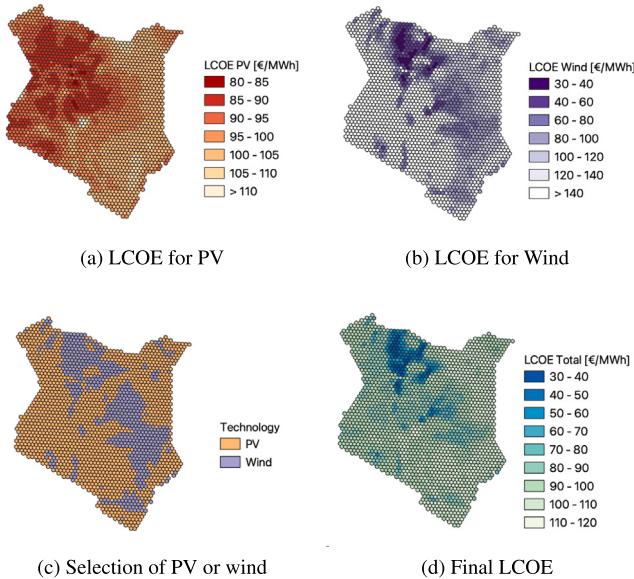 LCOE PV [€/MWh]
80 - 85
85 - 90
90 - 95
95 - 100
100 - 105
105 - 110
> 110
(a) LCOE for PV
LCOE Wind [€/MWh]
30 - 40
40 - 60
60 - 80
80 - 100
100 - 120
120 - 140
> 140
(b) LCOE for Wind
Technology
PV
Wind
(c) Selection of PV or wind
LCOE Total [€/MWh]
30 - 40
40 - 50
50 - 60
60 - 70
70 - 80
80 - 90
90 - 100
100 - 110
110 - 120
(d) Final LCOE